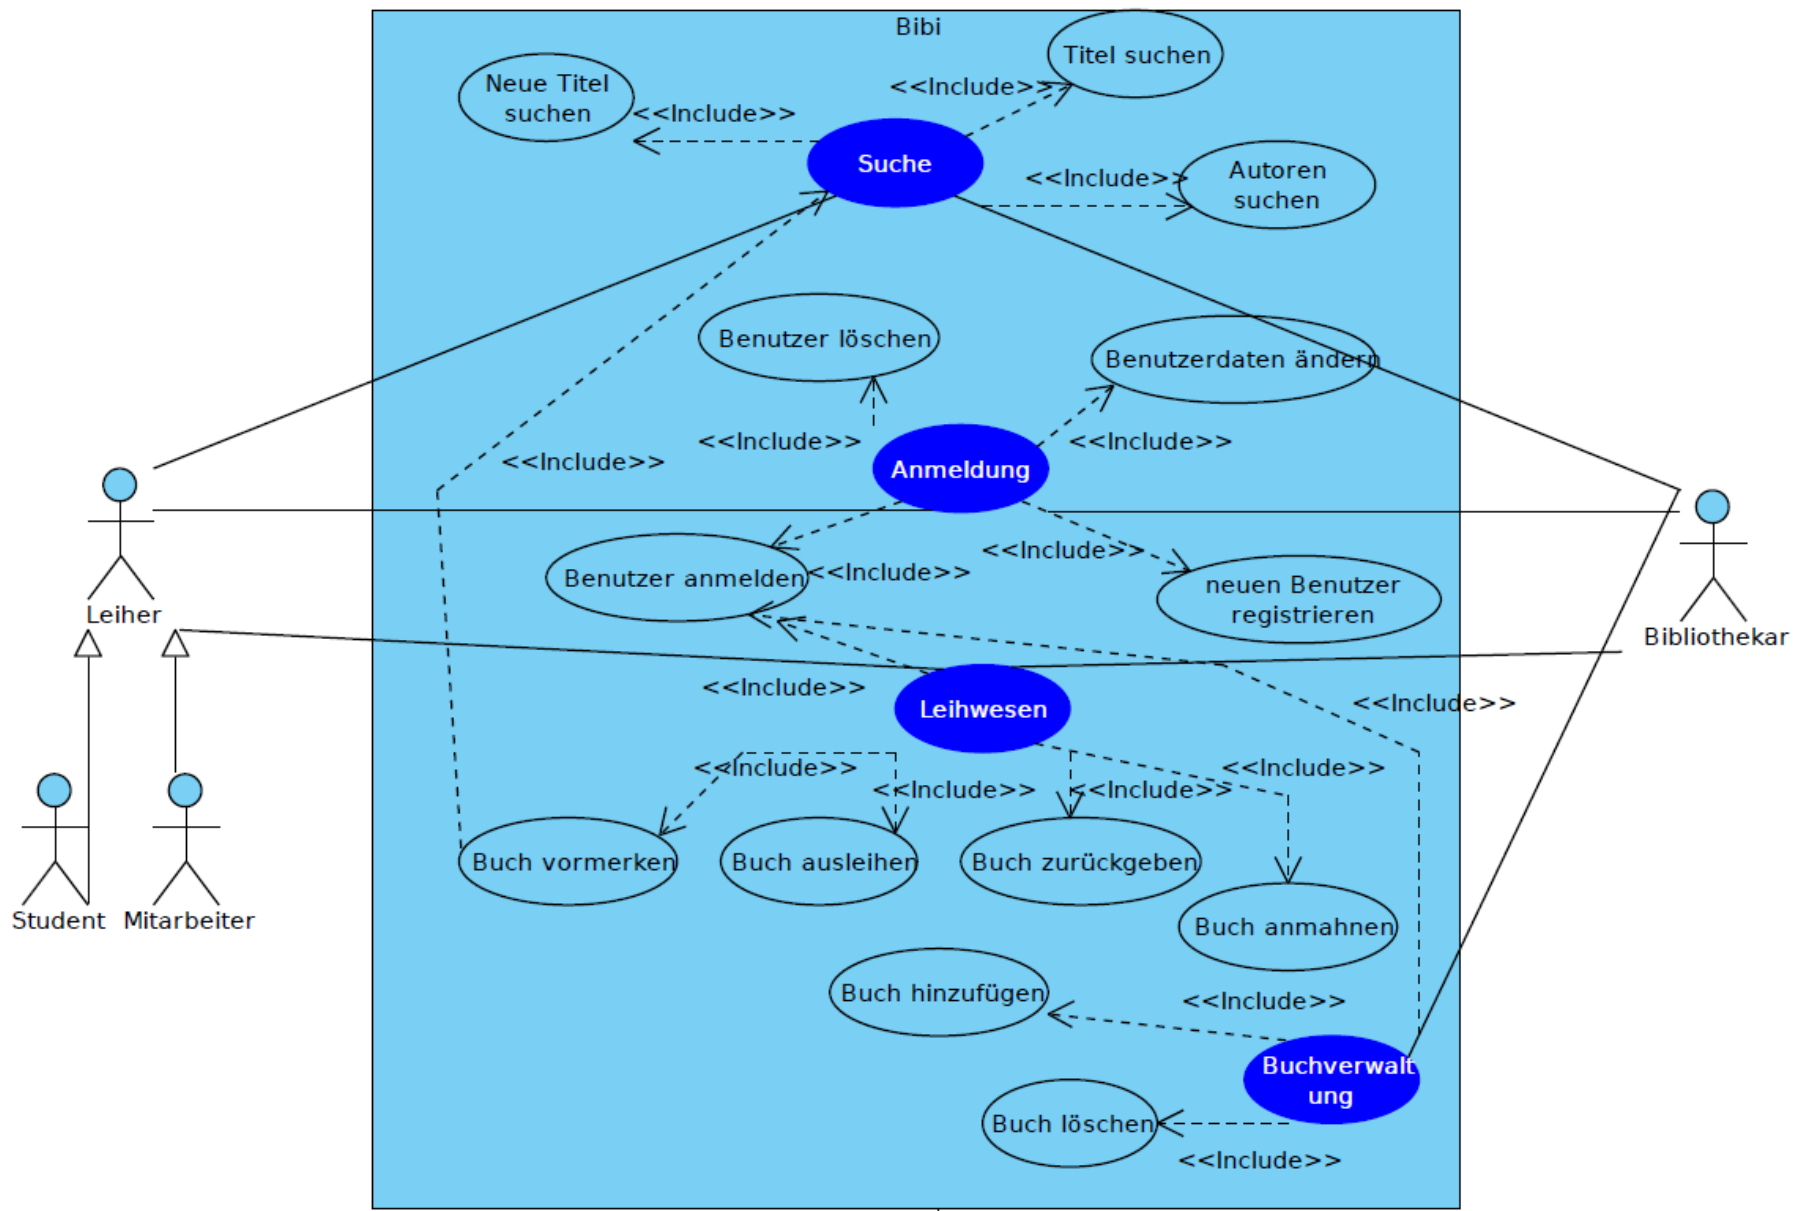 Bibi
Titel suchen
Neue Titel
suchen
<<Include>>
<<Include>>
Suche
Autoren
suchen
<<Include>>
Benutzer löschen
Benutzerdaten ändern
<<Include>>
<<Include>>
<<Include>>
Anmeldung
<<Include>>
Benutzer anmelden
<<Include>>
neuen Benutzer
registrieren
Leiher
Bibliothekar
<<Include>>
<<Include>>
Leihwesen
<<Include>>
<<Include>>
<<Include>>
<<Include>>
Buch vormerken
Buch ausleihen
Buch zurückgeben
Student
Mitarbeiter
Buch anmahnen
Buch hinzufügen
<<Include>>
Buchverwalt
ung
Buch löschen
<<Include>>